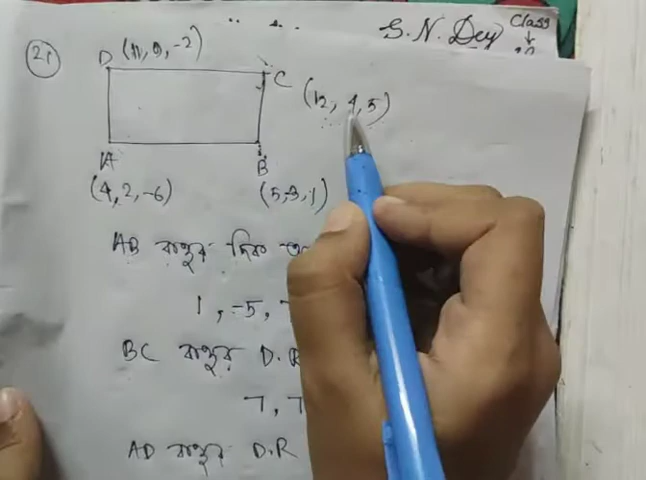 S. N. Dey Class
21
D (11, 9, -2)
C (12, 4, 5)
A B
(4, 2, -6) (5, -3, 1)
AB বাহুর দিক
1, -5,
BC বাহুর D.R
7, 7
AD বাহুর D.R